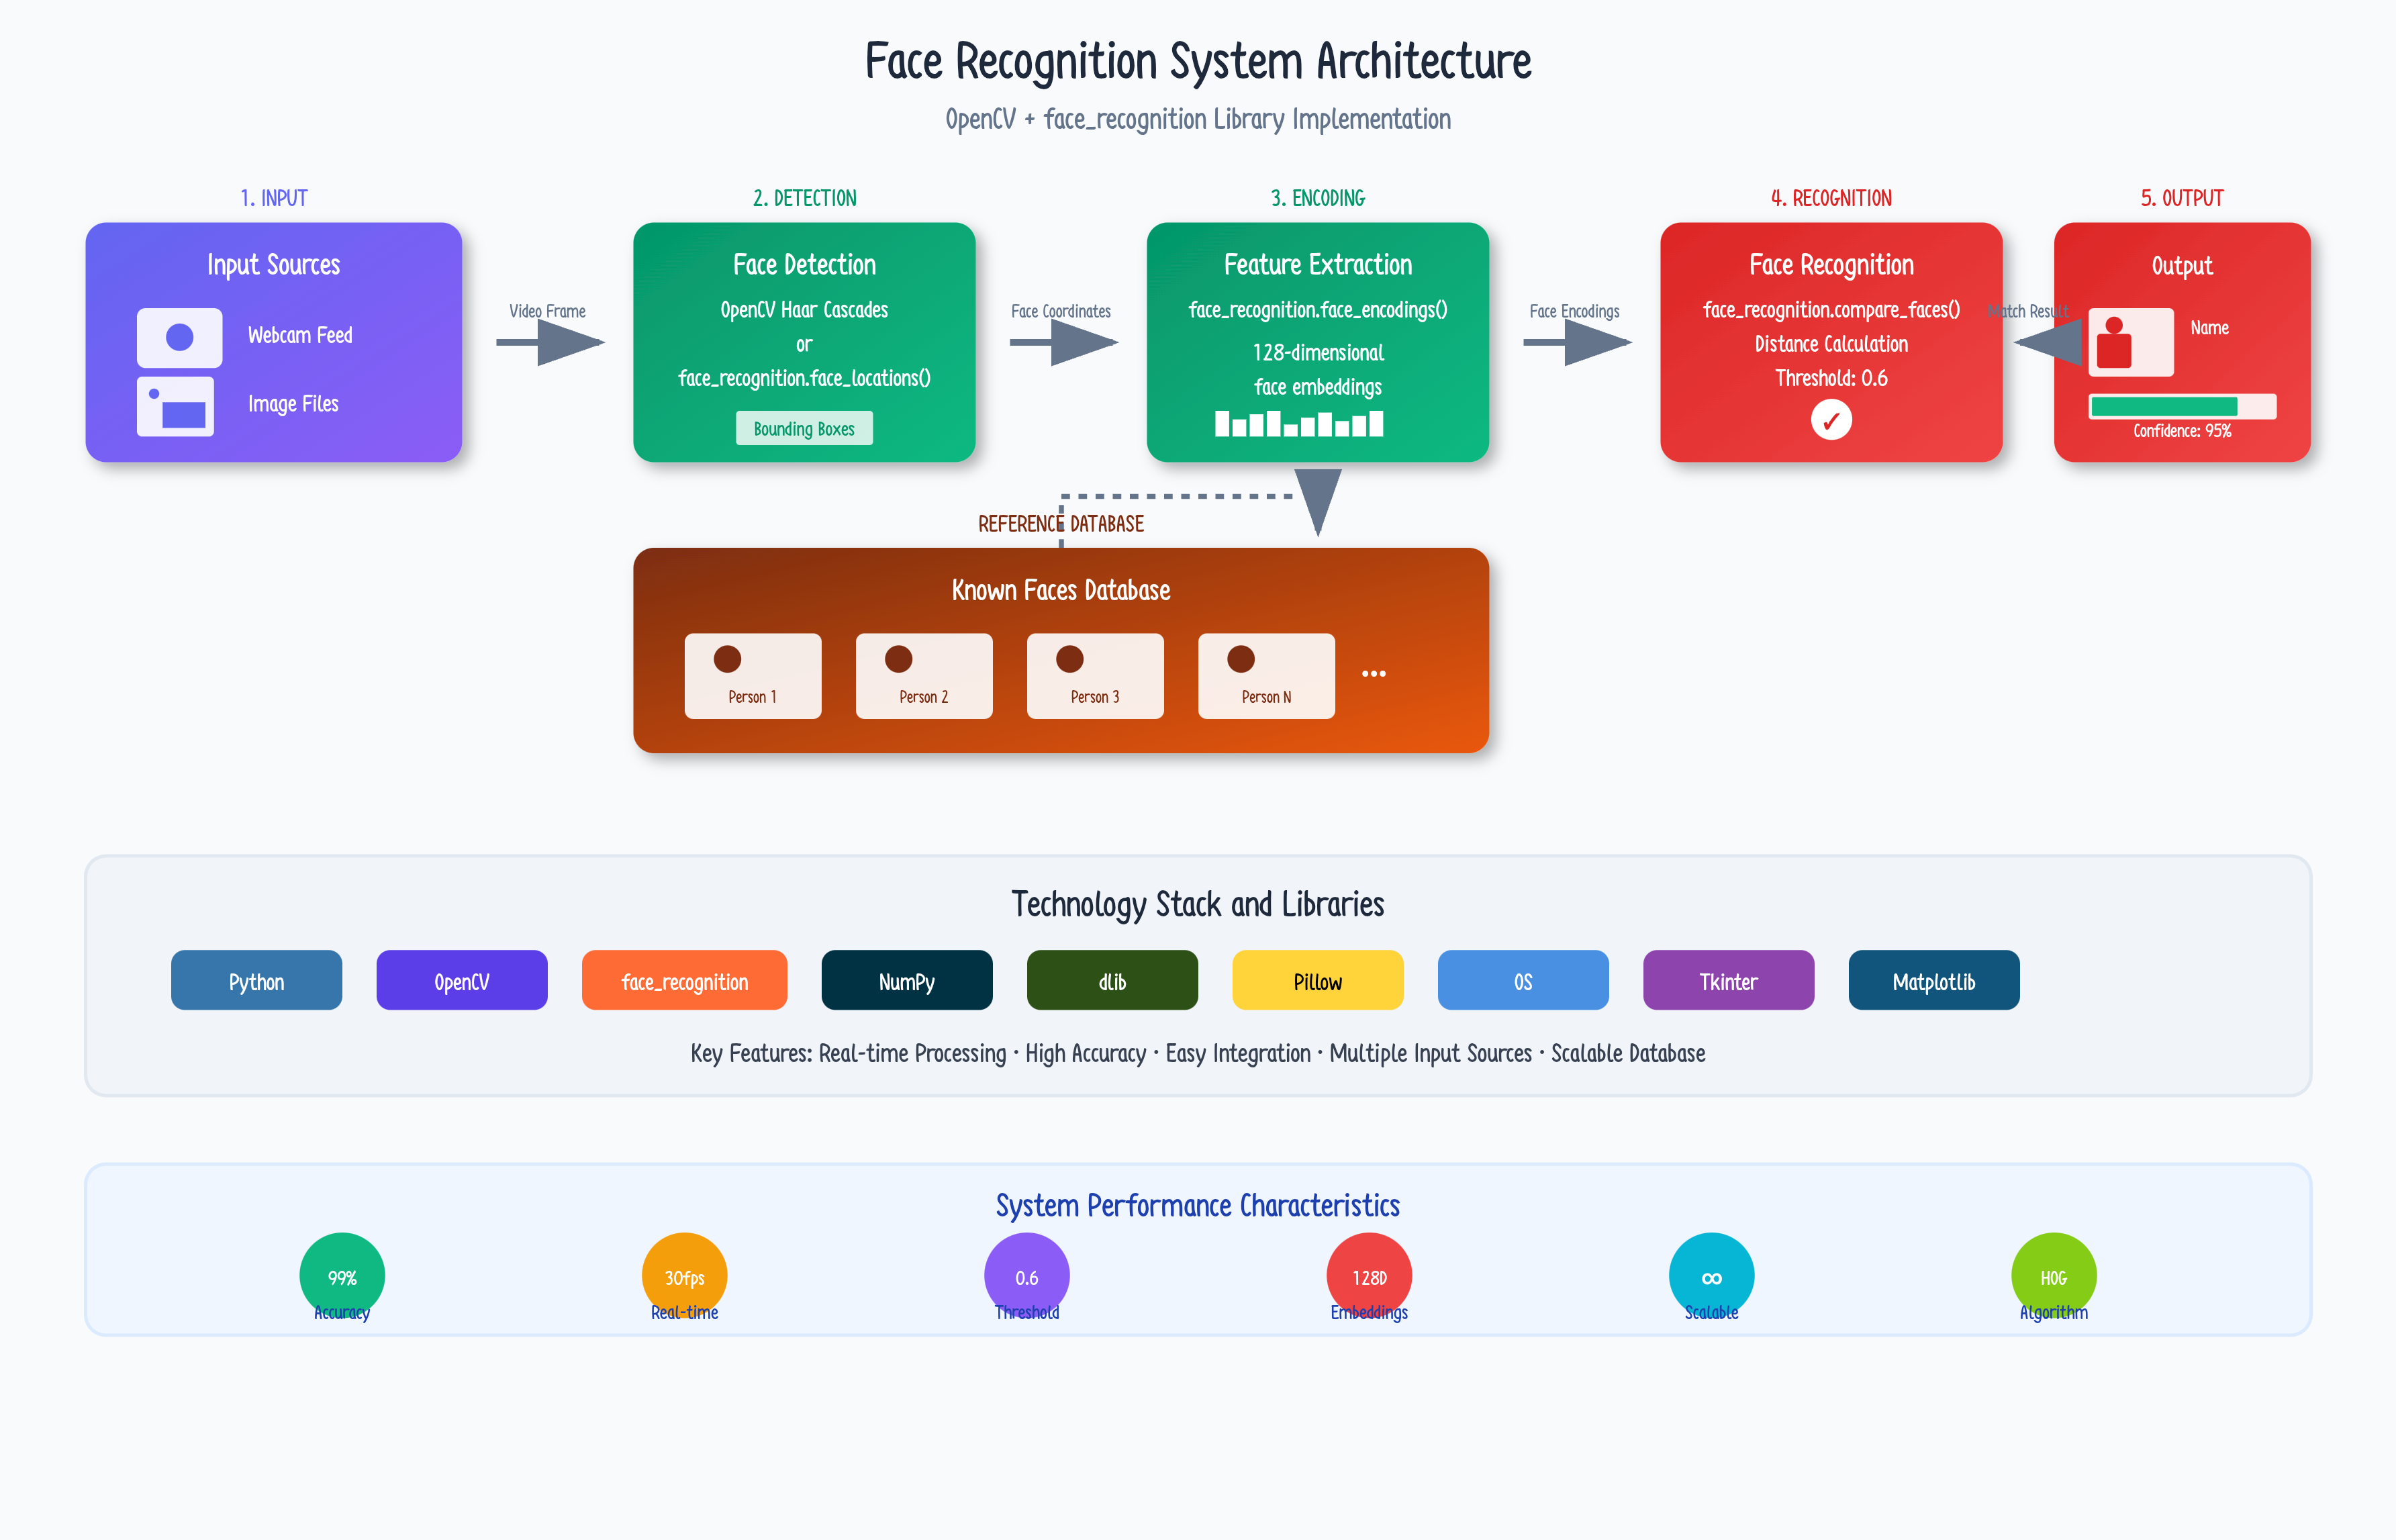 Face Recognition System Architecture
OpenCV + face_recognition Library Implementation
1. INPUT
2. DETECTION
3. ENCODING
4. RECOGNITION
5. OUTPUT
Input Sources
Webcam Feed
Image Files
Video Frame
Face Detection
OpenCV Haar Cascades
or
face_recognition.face_locations()
Bounding Boxes
Face Coordinates
Feature Extraction
face_recognition.face_encodings()
128-dimensional
face embeddings
Face Encodings
Face Recognition
face_recognition.compare_faces()
Distance Calculation
Threshold: 0.6
✓
Match Result
Output
Name
Confidence: 95%
REFERENCE DATABASE
Known Faces Database
Person 1
Person 2
Person 3
Person N
...
Technology Stack and Libraries
Python
OpenCV
face_recognition
NumPy
dlib
Pillow
OS
Tkinter
Matplotlib
Key Features: Real-time Processing • High Accuracy • Easy Integration • Multiple Input Sources • Scalable Database
System Performance Characteristics
99%
Accuracy
30fps
Real-time
0.6
Threshold
128D
Embeddings
∞
Scalable
HOG
Algorithm